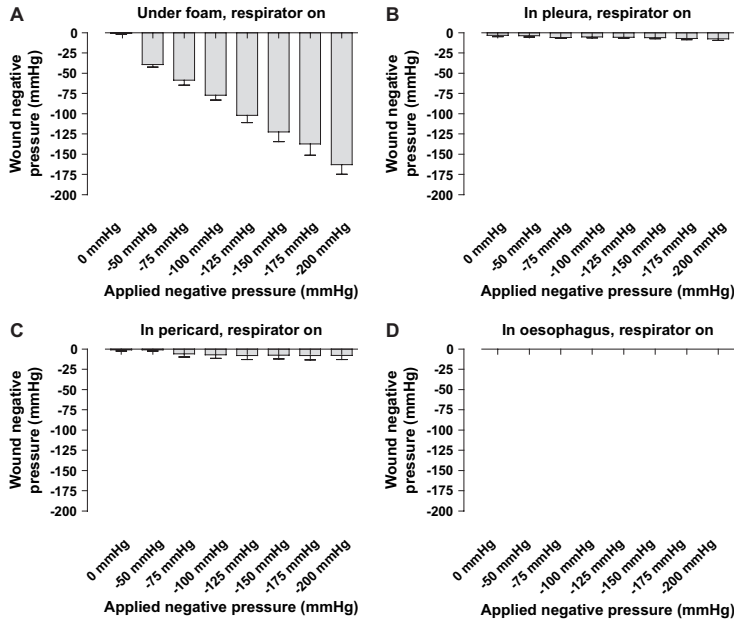 A
Under foam, respirator on
Wound negative
pressure (mmHg)
0
-25
-50
-75
-100
-125
-150
-175
-200
0 mmHg
-50 mmHg
-75 mmHg
-100 mmHg
-125 mmHg
-150 mmHg
-175 mmHg
-200 mmHg
Applied negative pressure (mmHg)
B
In pleura, respirator on
Wound negative
pressure (mmHg)
0
-25
-50
-75
-100
-125
-150
-175
-200
0 mmHg
-50 mmHg
-75 mmHg
-100 mmHg
-125 mmHg
-150 mmHg
-175 mmHg
-200 mmHg
Applied negative pressure (mmHg)
C
In pericard, respirator on
Wound negative
pressure (mmHg)
0
-25
-50
-75
-100
-125
-150
-175
-200
0 mmHg
-50 mmHg
-75 mmHg
-100 mmHg
-125 mmHg
-150 mmHg
-175 mmHg
-200 mmHg
Applied negative pressure (mmHg)
D
In oesophagus, respirator on
Wound negative
pressure (mmHg)
0
-25
-50
-75
-100
-125
-150
-175
-200
0 mmHg
-50 mmHg
-75 mmHg
-100 mmHg
-125 mmHg
-150 mmHg
-175 mmHg
-200 mmHg
Applied negative pressure (mmHg)